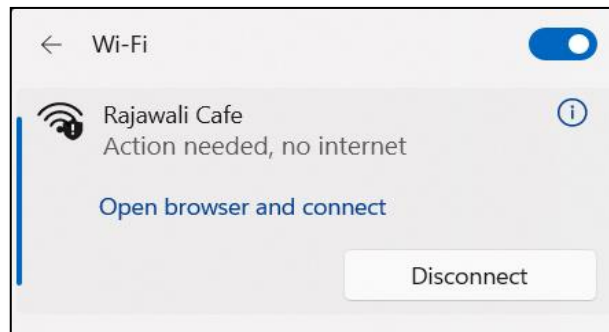 Wi-Fi
Rajawali Cafe
Action needed, no internet
Open browser and connect
Disconnect